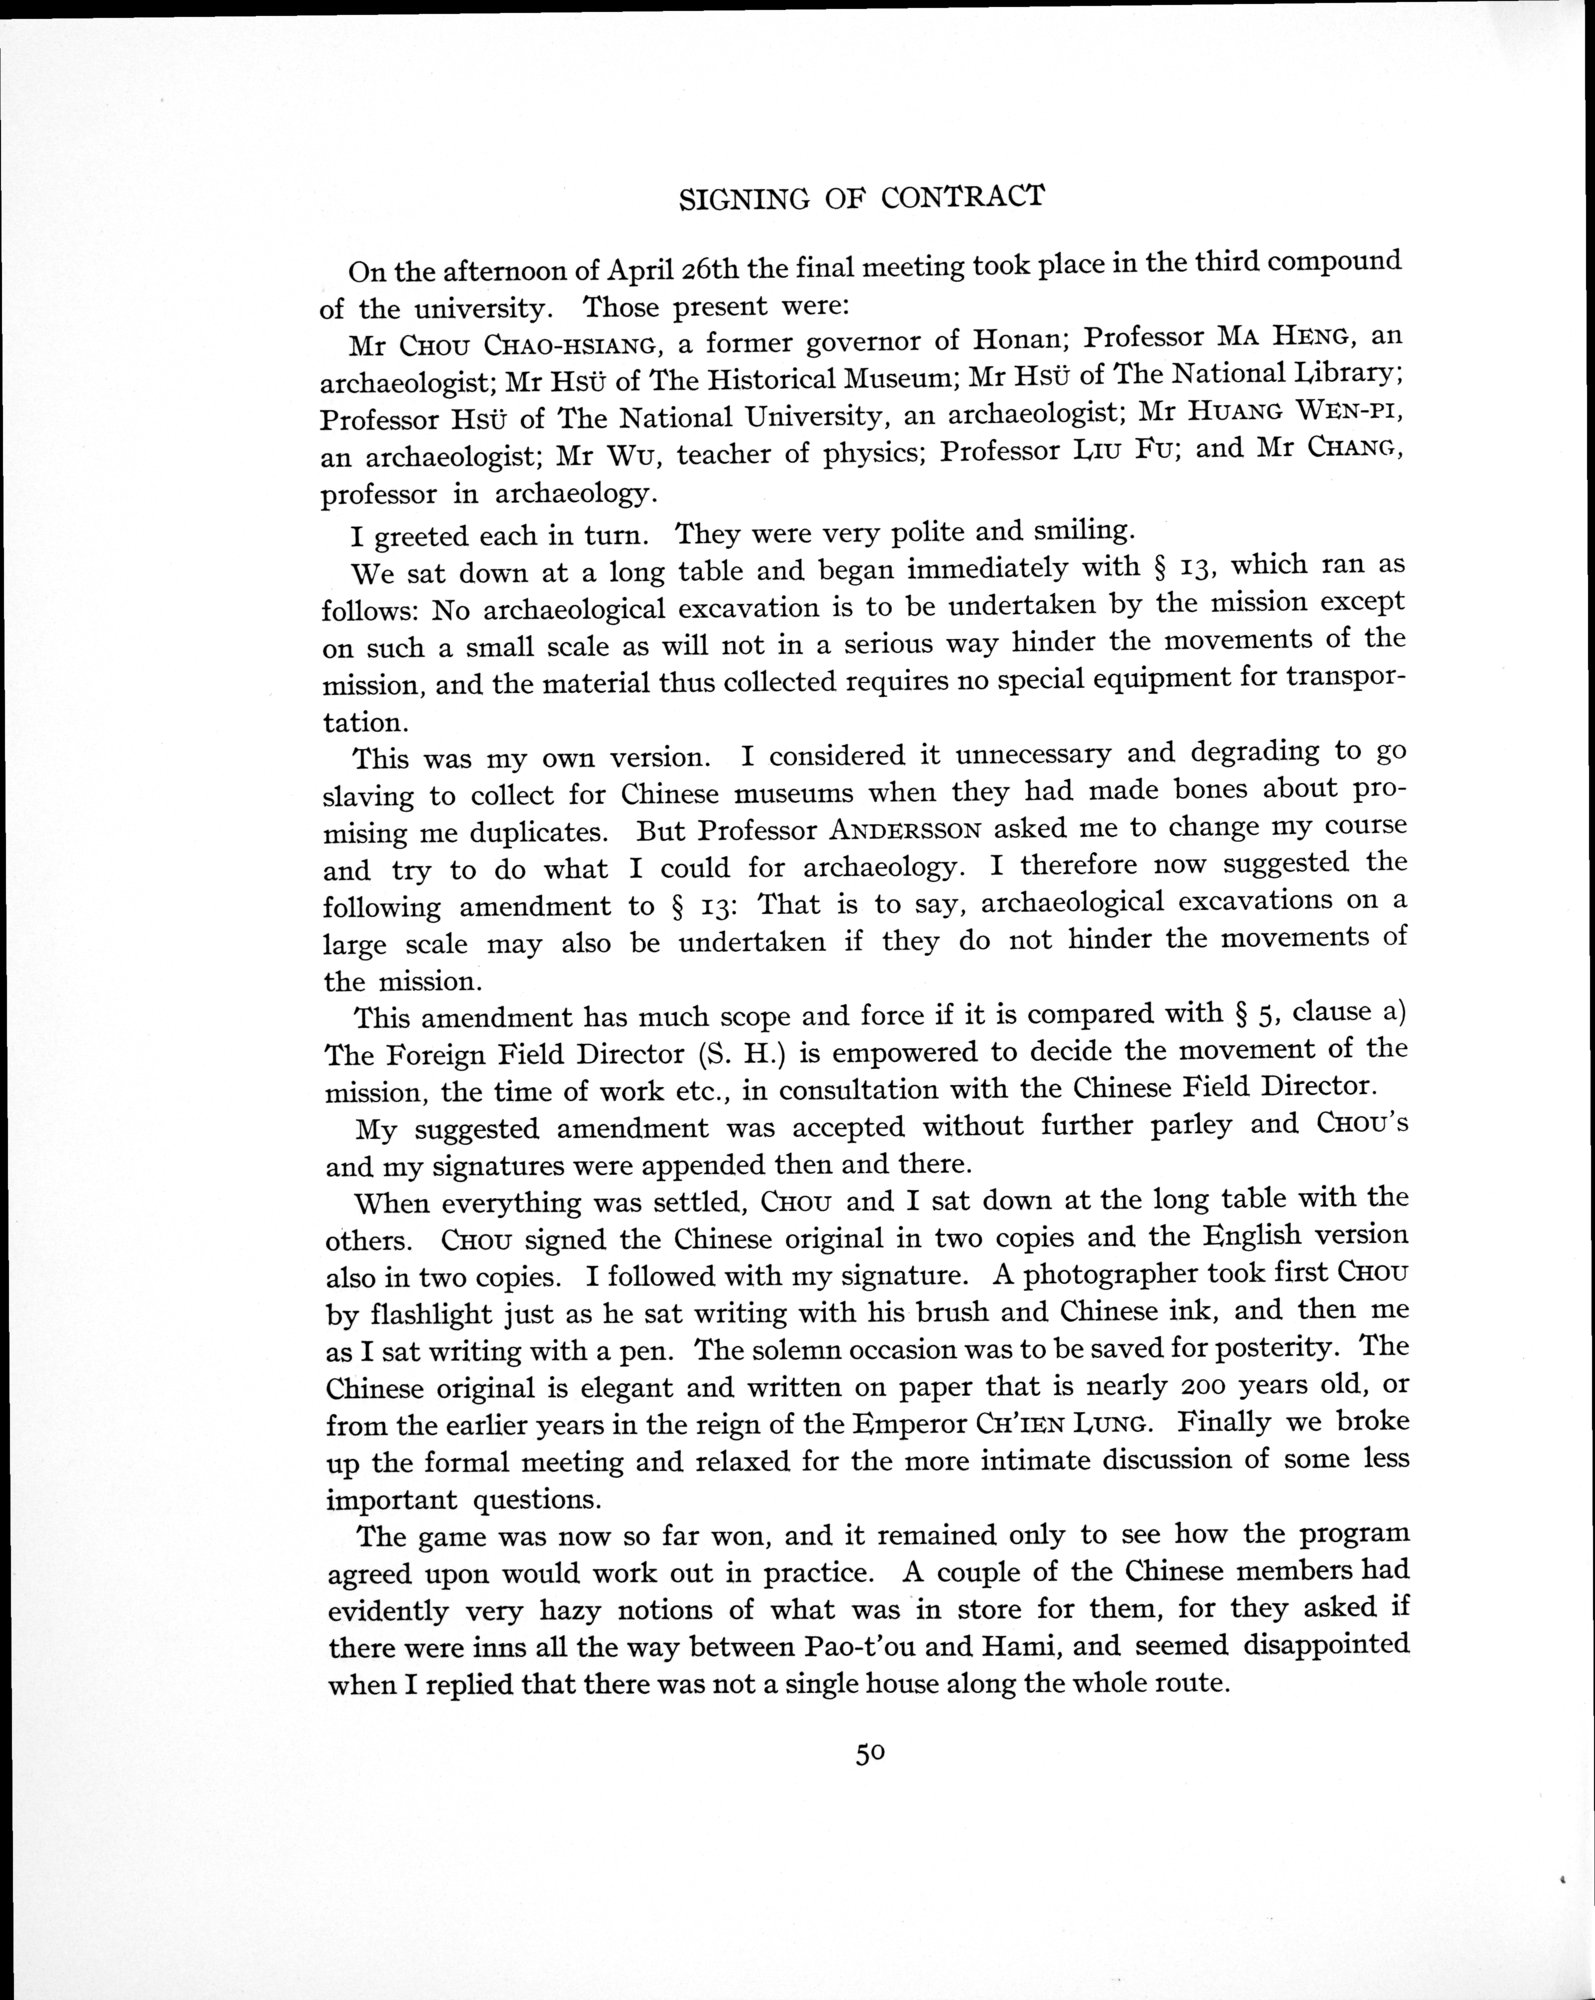 SIGNING OF CONTRACT
On the afternoon of April 26th the final meeting took place in the third compound
of the university. Those present were:
Mr CHOU CHAO-HSIANG, a former governor of Honan; Professor MA HENG, an
archaeologist; Mr HSÜ of The Historical Museum; Mr HSÜ of The National Library;
Professor HSÜ of The National University, an archaeologist; Mr HUANG WEN-PI,
an archaeologist; Mr WU, teacher of physics; Professor LIU FU; and Mr CHANG,
professor in archaeology.
I greeted each in turn. They were very polite and smiling.
We sat down at a long table and began immediately with § 13, which ran as
follows: No archaeological excavation is to be undertaken by the mission except
on such a small scale as will not in a serious way hinder the movements of the
mission, and the material thus collected requires no special equipment for transpor-
tation.
This was my own version. I considered it unnecessary and degrading to go
slaving to collect for Chinese museums when they had made bones about pro-
mising me duplicates. But Professor ANDERSSON asked me to change my course
and try to do what I could for archaeology. I therefore now suggested the
following amendment to § 13: That is to say, archaeological excavations on a
large scale may also be undertaken if they do not hinder the movements of
the mission.
This amendment has much scope and force if it is compared with § 5, clause a)
The Foreign Field Director (S. H.) is empowered to decide the movement of the
mission, the time of work etc., in consultation with the Chinese Field Director.
My suggested amendment was accepted without further parley and CHOU's
and my signatures were appended then and there.
When everything was settled, CHOU and I sat down at the long table with the
others. CHOU signed the Chinese original in two copies and the English version
also in two copies. I followed with my signature. A photographer took first CHOU
by flashlight just as he sat writing with his brush and Chinese ink, and then me
as I sat writing with a pen. The solemn occasion was to be saved for posterity. The
Chinese original is elegant and written on paper that is nearly 200 years old, or
from the earlier years in the reign of the Emperor CH'IEN LUNG. Finally we broke
up the formal meeting and relaxed for the more intimate discussion of some less
important questions.
The game was now so far won, and it remained only to see how the program
agreed upon would work out in practice. A couple of the Chinese members had
evidently very hazy notions of what was in store for them, for they asked if
there were inns all the way between Pao-t'ou and Hami, and seemed disappointed
when I replied that there was not a single house along the whole route.
50